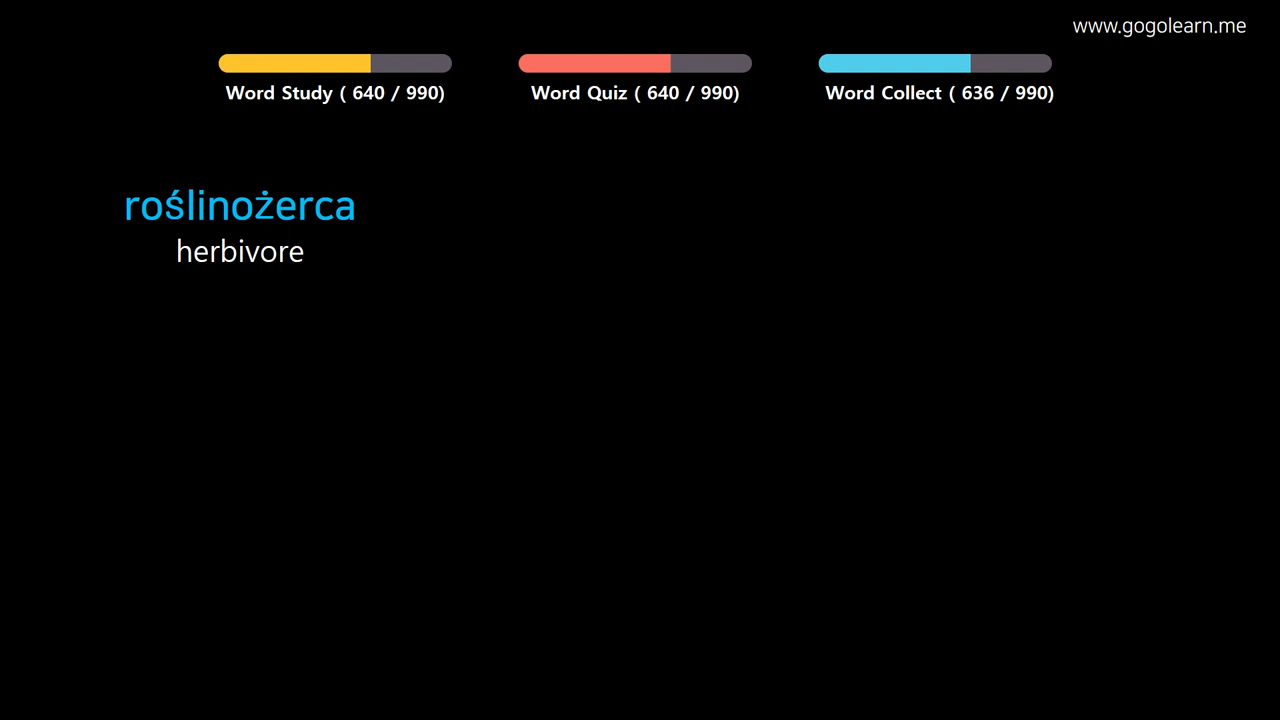 www.gogolearn.me
Word Study ( 640 / 990)
Word Quiz ( 640 / 990)
Word Collect ( 636 / 990)
roślinożerca
herbivore